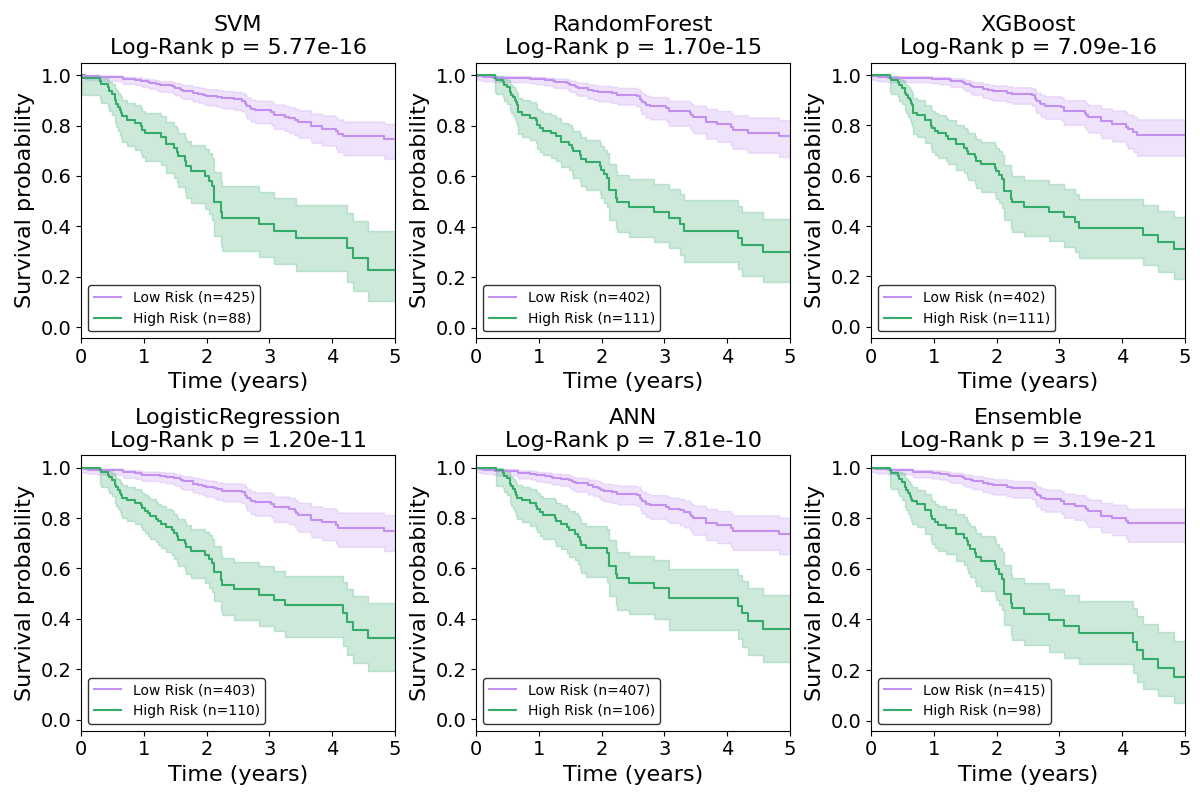 SVM
Log-Rank p = 5.77e-16
Survival probability
1.0
0.8
0.6
0.4
0.2
0.0
Low Risk (n=425)
High Risk (n=88)
0 1 2 3 4 5
Time (years)
RandomForest
Log-Rank p = 1.70e-15
Survival probability
1.0
0.8
0.6
0.4
0.2
0.0
Low Risk (n=402)
High Risk (n=111)
0 1 2 3 4 5
Time (years)
XGBoost
Log-Rank p = 7.09e-16
Survival probability
1.0
0.8
0.6
0.4
0.2
0.0
Low Risk (n=402)
High Risk (n=111)
0 1 2 3 4 5
Time (years)
LogisticRegression
Log-Rank p = 1.20e-11
Survival probability
1.0
0.8
0.6
0.4
0.2
0.0
Low Risk (n=403)
High Risk (n=110)
0 1 2 3 4 5
Time (years)
ANN
Log-Rank p = 7.81e-10
Survival probability
1.0
0.8
0.6
0.4
0.2
0.0
Low Risk (n=407)
High Risk (n=106)
0 1 2 3 4 5
Time (years)
Ensemble
Log-Rank p = 3.19e-21
Survival probability
1.0
0.8
0.6
0.4
0.2
0.0
Low Risk (n=415)
High Risk (n=98)
0 1 2 3 4 5
Time (years)